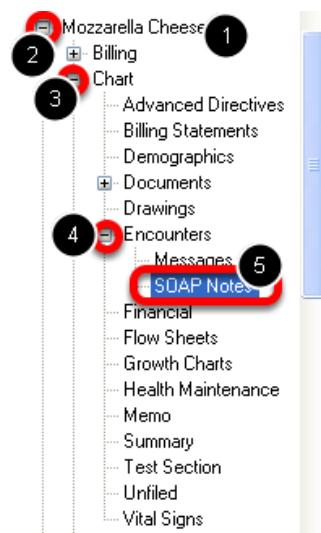 Mozzarella Cheese
1
2
Billing
Chart
3
Advanced Directives
Billing Statements
Demographics
Documents
Drawings
4
Encounters
Messages
5
SOAP Notes
Financial
Flow Sheets
Growth Charts
Health Maintenance
Memo
Summary
Test Section
Unfiled
Vital Signs